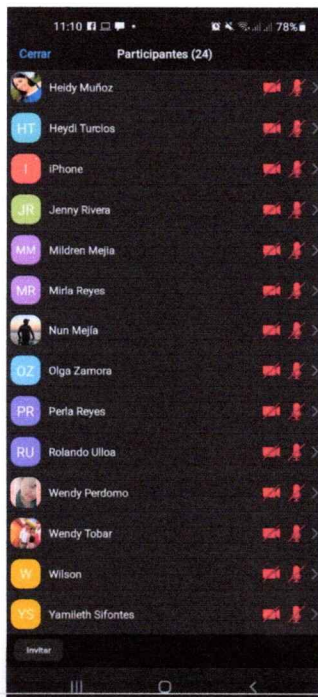 11:10 78%
Cerrar Participantes (24)
Heidy Muñoz
HT Heydi Turcios
I iPhone
JR Jenny Rivera
MM Mildren Mejia
MR Mirla Reyes
Nun Mejía
OZ Olga Zamora
PR Perla Reyes
RU Rolando Ulloa
Wendy Perdomo
Wendy Tobar
W Wilson
YS Yamileth Sifontes
Invitar